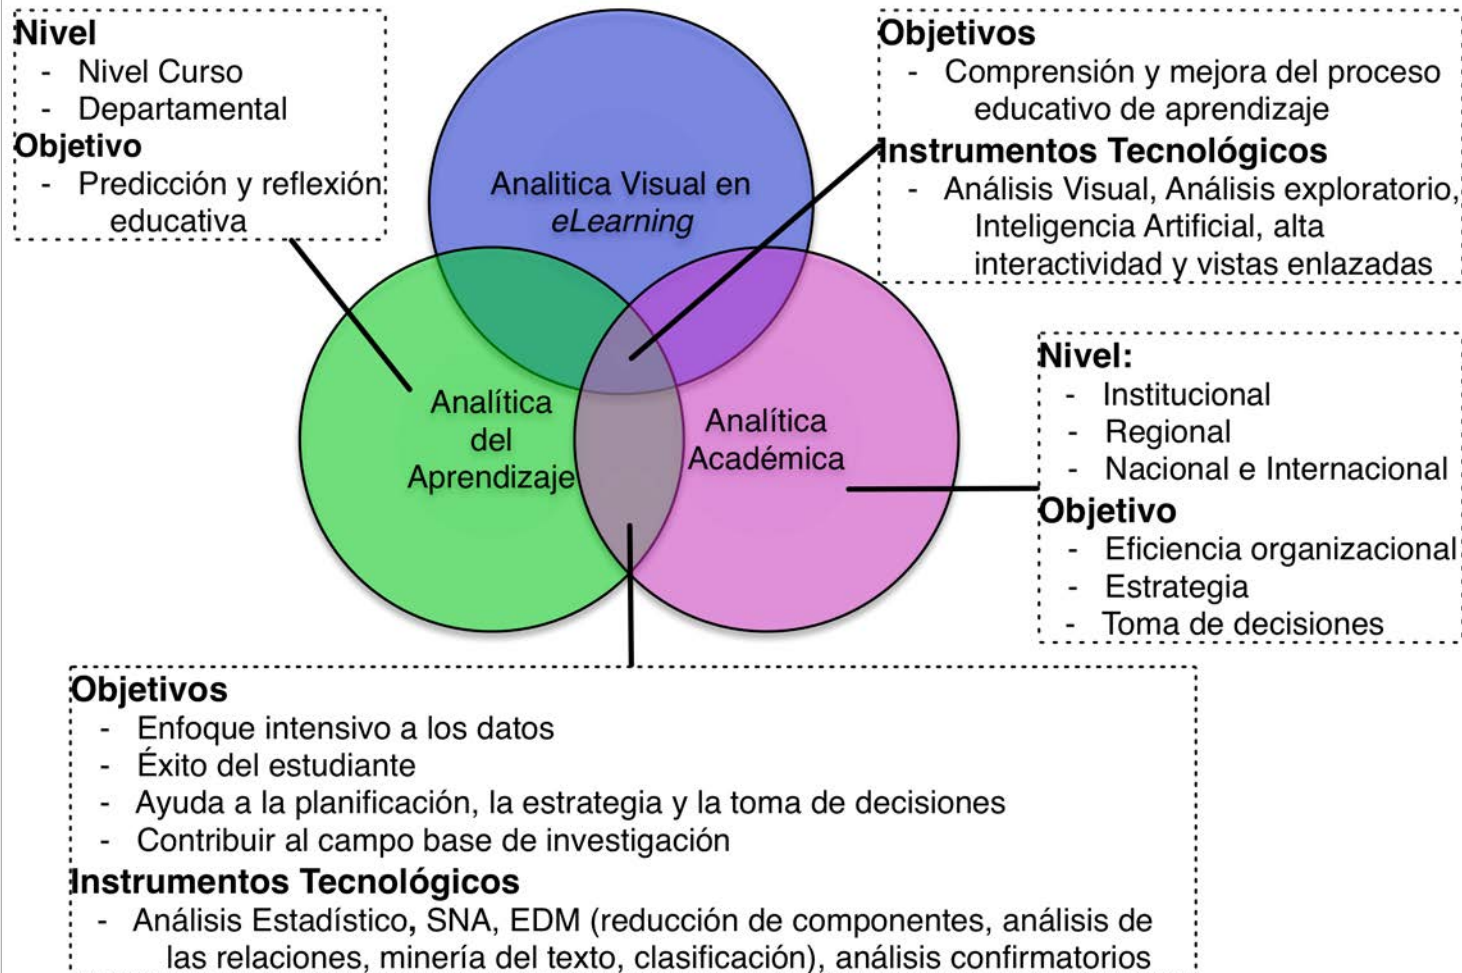 Nivel
- Nivel Curso
- Departamental
Objetivo
- Predicción y reflexión
educativa
Analitica Visual en
eLearning
Objetivos
- Comprensión y mejora del proceso
educativo de aprendizaje
Instrumentos Tecnológicos
- Análisis Visual, Análisis exploratorio,
Inteligencia Artificial, alta
interactividad y vistas enlazadas
Analítica
del
Aprendizaje
Analítica
Académica
Nivel:
- Institucional
- Regional
- Nacional e Internacional
Objetivo
- Eficiencia organizacional
- Estrategia
- Toma de decisiones
Objetivos
- Enfoque intensivo a los datos
- Éxito del estudiante
- Ayuda a la planificación, la estrategia y la toma de decisiones
- Contribuir al campo base de investigación
Instrumentos Tecnológicos
- Análisis Estadístico, SNA, EDM (reducción de componentes, análisis de
las relaciones, minería del texto, clasificación), análisis confirmatorios